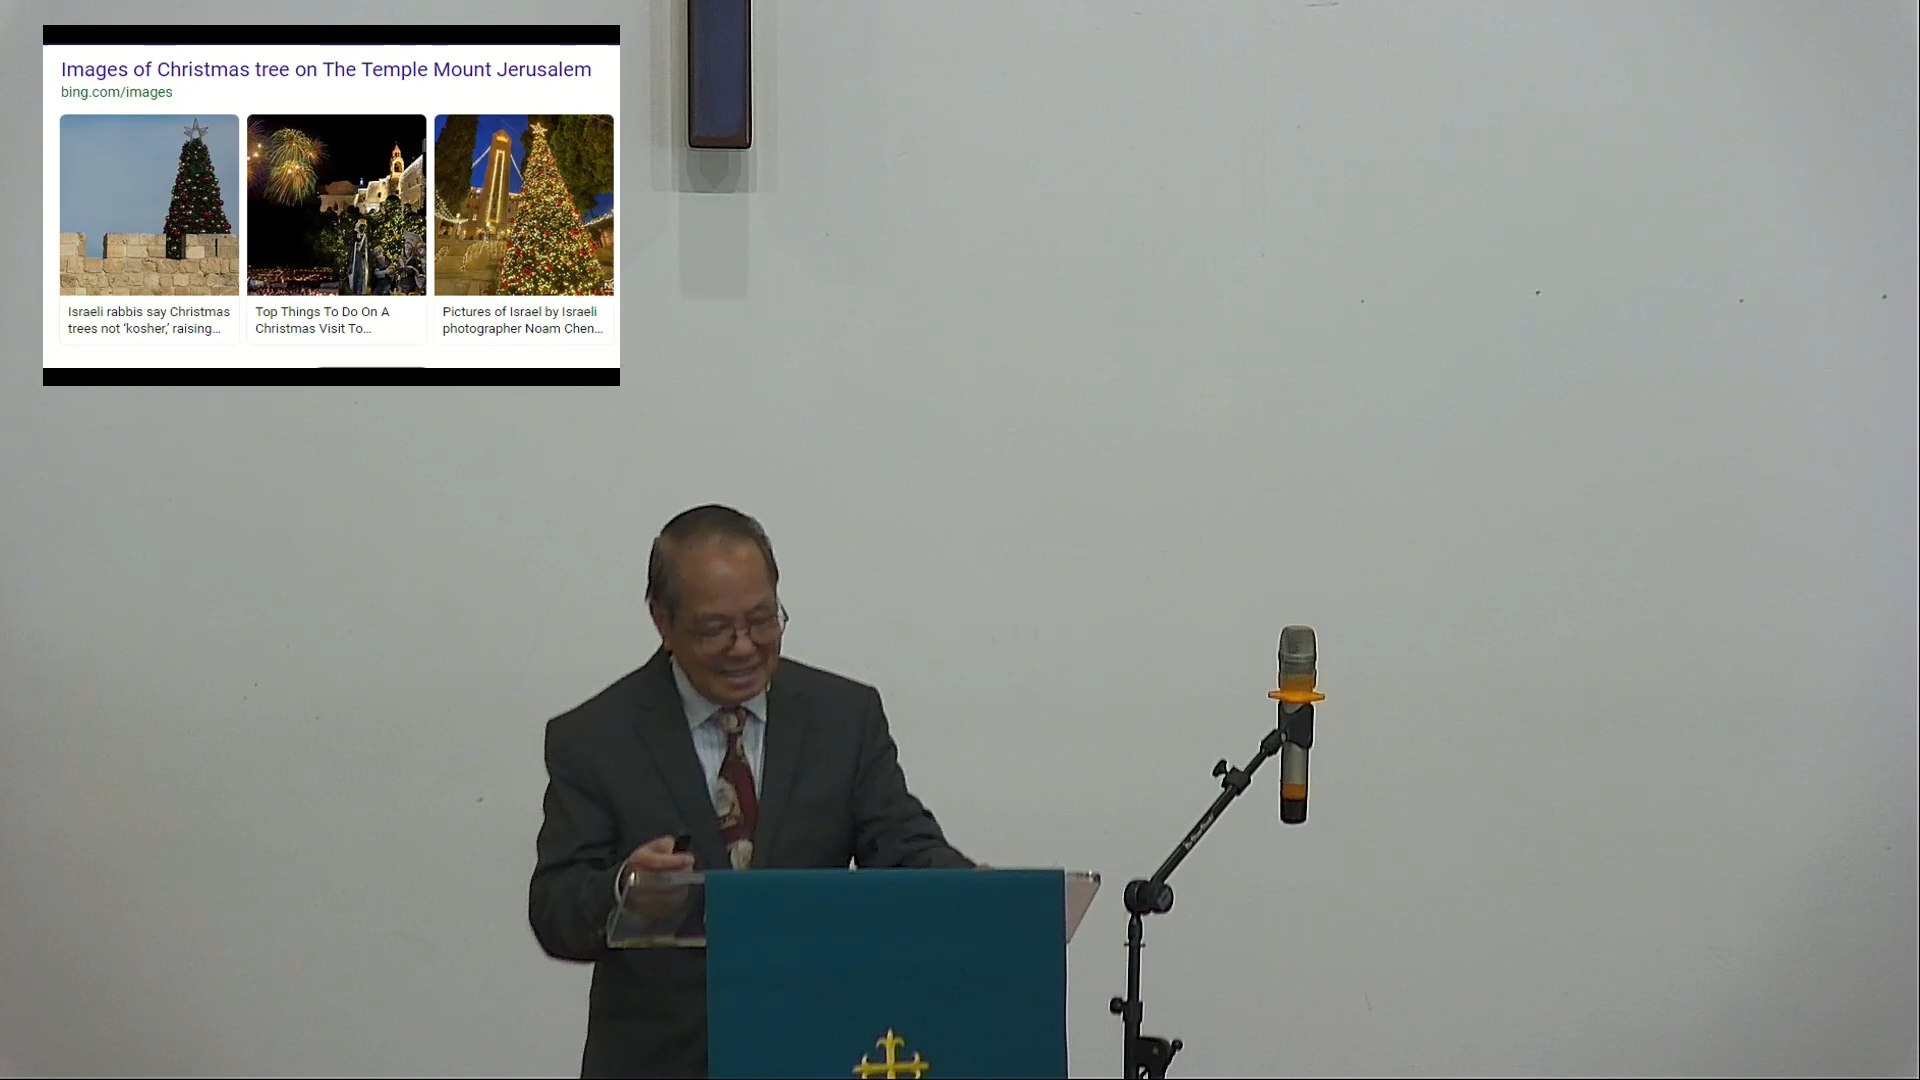 Images of Christmas tree on The Temple Mount Jerusalem
bing.com/images
Israeli rabbis say Christmas
trees not ‘kosher,’ raising...
Top Things To Do On A
Christmas Visit To...
Pictures of Israel by Israeli
photographer Noam Chen...